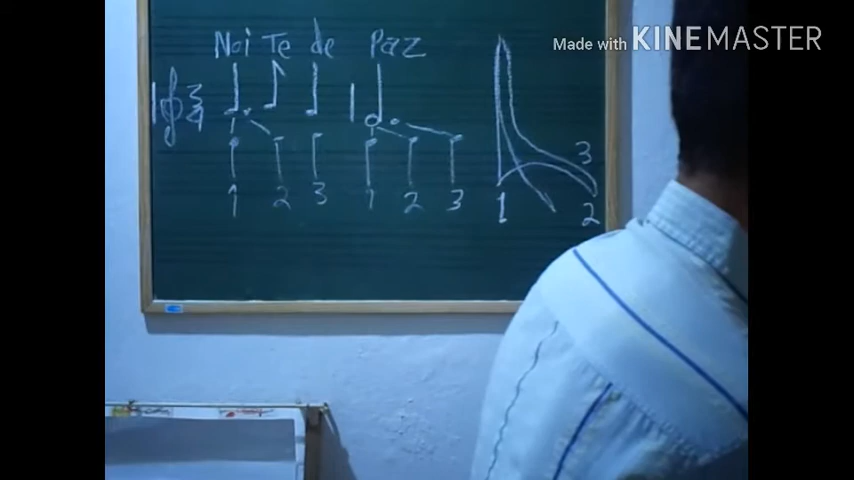 Made with KINEMASTER
Noi Te de Paz
3
4
1 2 3 1 2 3
3
1 2